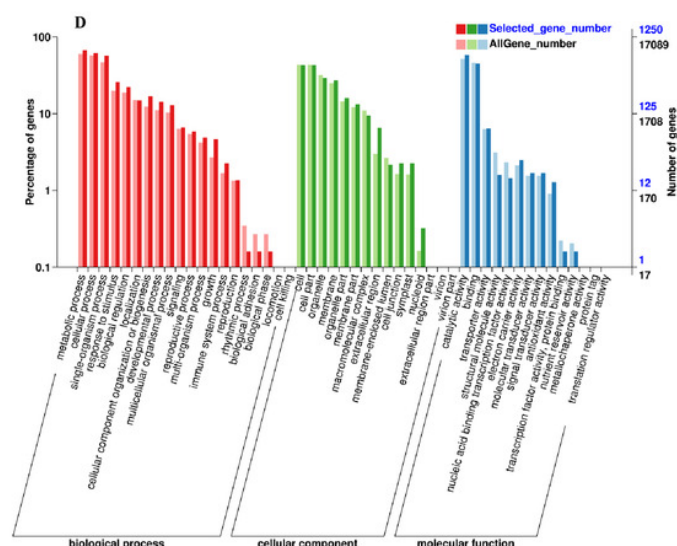 D
Selected_gene_number
AllGene_number
Percentage of genes
100
10
1
0.1
1250
17089
125
1708
12
170
1
17
Number of genes
metabolic process
cellular process
single-organism process
response to stimulus
biological regulation
localization
cellular component organization or biogenesis
developmental process
multicellular organismal process
signaling
reproductive process
multi-organism process
growth
immune system process
reproduction
rhythmic process
biological adhesion
biological phase
locomotion
cell killing
cell
cell part
organelle
membrane
organelle part
membrane part
macromolecular complex
extracellular region
membrane-enclosed lumen
cell junction
symplast
nucleoid
extracellular region part
virion
virion part
catalytic activity
binding
transporter activity
structural molecule activity
nucleic acid binding transcription factor activity
electron carrier activity
molecular transducer activity
signal transducer activity
antioxidant activity
transcription factor activity, protein binding
nutrient reservoir activity
metallochaperone activity
protein tag
translation regulator activity
biological process
cellular component
molecular function